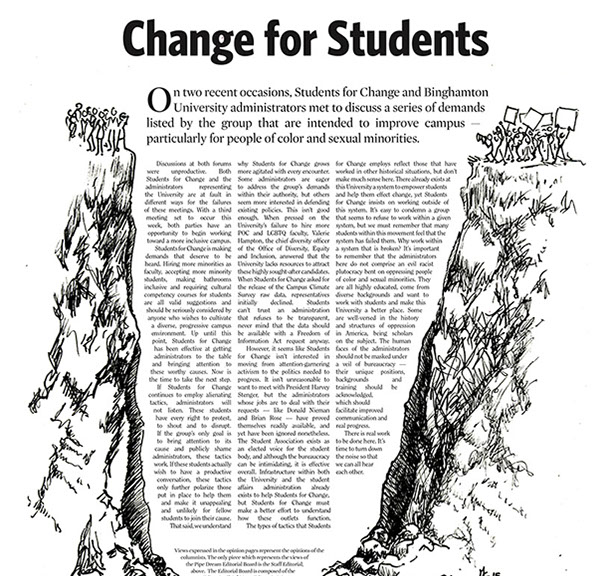 Change for Students
On two recent occasions, Students for Change and Binghamton
University administrators met to discuss a series of demands
listed by the group that are intended to improve campus —
particularly for people of color and sexual minorities.
Discussions at both forums
were unproductive. Both
Students for Change and the
administrators representing
the University are at fault in
different ways for the failures
of these meetings. With a third
meeting set to occur this
week, both parties have an
opportunity to begin working
toward a more inclusive campus.
Students for Change is making
demands that deserve to be
heard. Hiring more minorities as
faculty, accepting more minority
students, making bathrooms
inclusive and requiring cultural
competency courses for students
are all valid suggestions and
should be seriously considered by
anyone who wishes to cultivate
a diverse, progressive campus
environment. Up until this
point, Students for Change
has been effective at getting
administrators to the table
and bringing attention to
these worthy causes. Now is
the time to take the next step.
If Students for Change
continues to employ alienating
tactics, administrators will
not listen. These students
have every right to protest,
to shout and to disrupt.
If the group's only goal is
to bring attention to its
cause and publicly shame
administrators, these tactics
work. If these students actually
wish to have a productive
conversation, these tactics
only further polarize those
put in place to help them
and make it unappealing
and unlikely for fellow
students to join their cause.
That said, we understand
why Students for Change grows
more agitated with every encounter.
Some administrators are eager
to address the group's demands
within their authority, but others
seem more interested in defending
existing policies. This isn't good
enough. When pressed on the
University's failure to hire more
POC and LGBTQ faculty, Valerie
Hampton, the chief diversity officer
of the Office of Diversity, Equity
and Inclusion, answered that the
University lacks resources to attract
these highly sought-after candidates.
When Students for Change asked for
the release of the Campus Climate
Survey raw data, representatives
initially declined. Students
can't trust an administration
that refuses to be transparent,
never mind that the data should
be available with a Freedom of
Information Act request anyway.
However, it seems like Students
for Change isn't interested in
moving from attention-garnering
activism to the politics needed to
progress. It isn't unreasonable to
want to meet with President Harvey
Stenger, but the administrators
whose jobs are to deal with their
requests — like Donald Nieman
and Brian Rose — have proved
themselves readily available, and
yet have been ignored nonetheless.
The Student Association exists as
an elected voice for the student
body, and although the bureaucracy
can be intimidating, it is effective
overall. Infrastructure within both
the University and the student
affairs administration already
exists to help Students for Change,
but Students for Change must
make a better effort to understand
how these outlets function.
The types of tactics that Students
for Change employs reflect those that have
worked in other historical situations, but don't
make much sense here. There already exists at
this University a system to empower students
and help them effect change, yet Students
for Change insists on working outside of
this system. It's easy to condemn a group
that seems to refuse to work within a given
system, but we must remember that many
students within this movement feel that the
system has failed them. Why work within
a system that is broken? It's important
to remember that the administrators
here do not comprise an evil racist
plutocracy bent on oppressing people
of color and sexual minorities. They
are all highly educated, come from
diverse backgrounds and want to
work with students and make this
University a better place. Some
are well-versed in the history
and structures of oppression
in America, being scholars
on the subject. The human
faces of the administrators
should not be masked under
a veil of bureaucracy —
their unique positions,
backgrounds and
training should be
acknowledged,
which should
facilitate improved
communication and
real progress.
There is real work
to be done here. It's
time to turn down
the noise so that
we can all hear
each other.
Views expressed in the opinion pages represent the opinions of the
columnists. The only piece which represents the views of
the Pipe Dream Editorial Board is the Staff Editorial,
above. The Editorial Board is composed of the